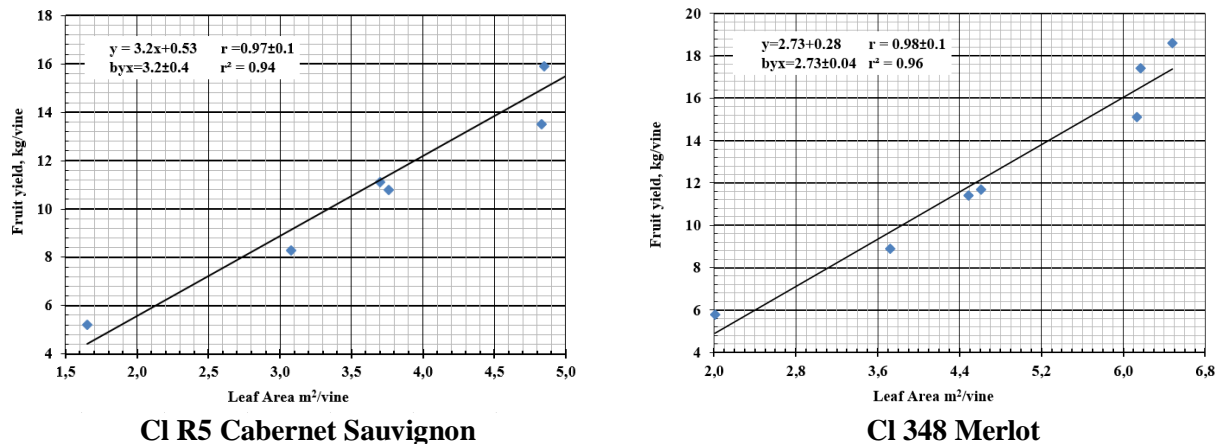 18
16
14
12
10
8
6
4
Fruit yield, kg/vine
y = 3.2x+0.53 r =0.97±0.1
byx=3.2±0.4 r² = 0.94
1,5 2,0 2,5 3,0 3,5 4,0 4,5 5,0
Leaf Area m²/vine
Cl R5 Cabernet Sauvignon
20
18
16
14
12
10
8
6
4
Fruit yield, kg/vine
y=2.73+0.28 r = 0.98±0.1
byx=2.73±0.04 r² = 0.96
2,0 2,8 3,6 4,4 5,2 6,0 6,8
Leaf Area m²/vine
Cl 348 Merlot